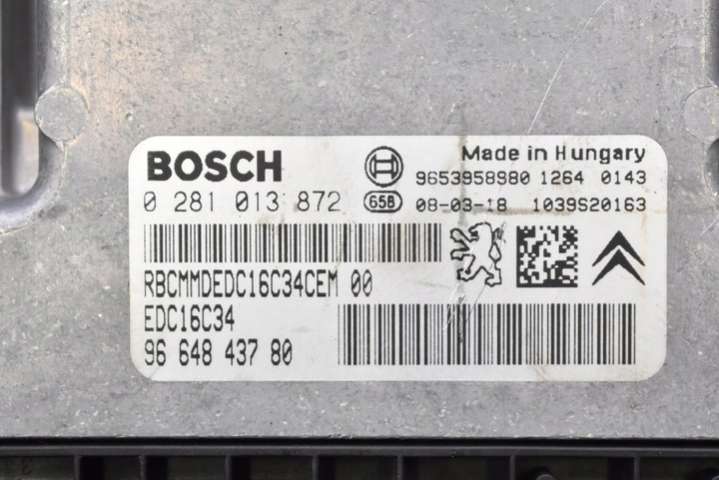 BOSCH
Made in Hungary
9653958980 1264 0143
0 281 013 872
658 08-03-18 1039S20163
RBCMMDEDC16C34CEM 00
EDC16C34
96 648 437 80